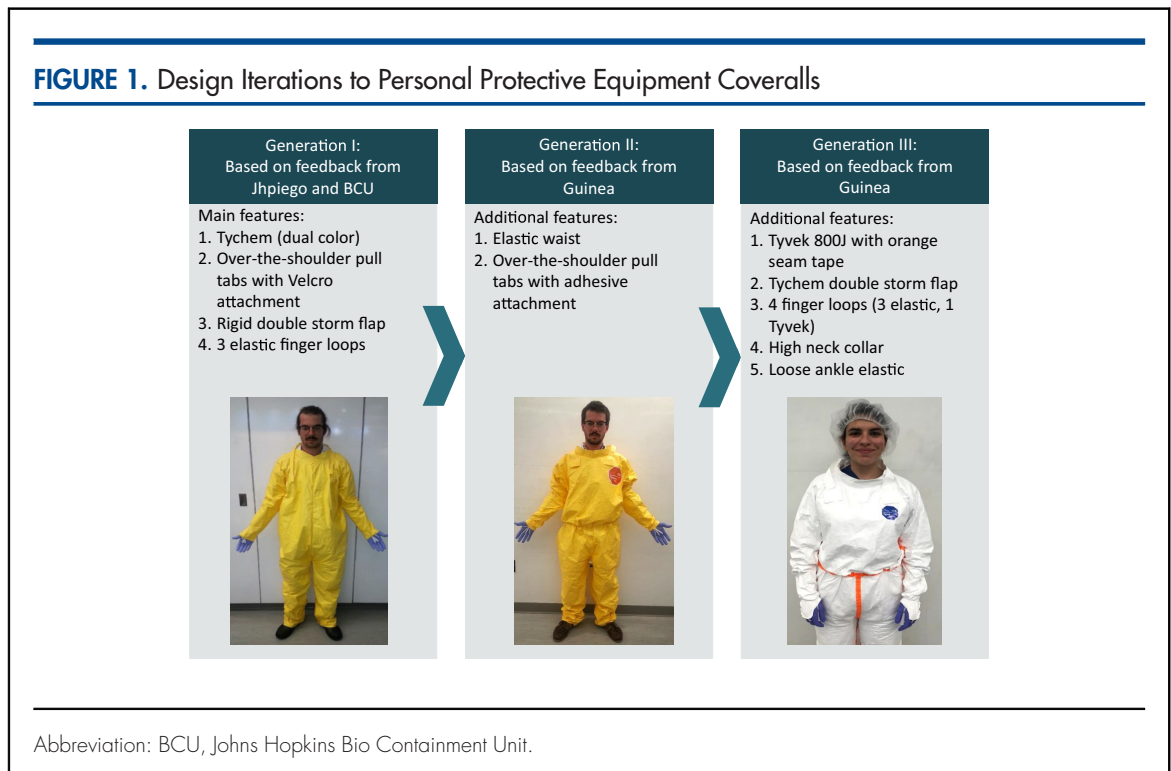 FIGURE 1. Design Iterations to Personal Protective Equipment Coveralls
Generation I:
Based on feedback from
Jhpiego and BCU
Main features:
1. Tychem (dual color)
2. Over-the-shoulder pull
tabs with Velcro
attachment
3. Rigid double storm flap
4. 3 elastic finger loops
Generation II:
Based on feedback from
Guinea
Additional features:
1. Elastic waist
2. Over-the-shoulder pull
tabs with adhesive
attachment
Generation III:
Based on feedback from
Guinea
Additional features:
1. Tyvek 800J with orange
seam tape
2. Tychem double storm flap
3. 4 finger loops (3 elastic, 1
Tyvek)
4. High neck collar
5. Loose ankle elastic
Abbreviation: BCU, Johns Hopkins Bio Containment Unit.